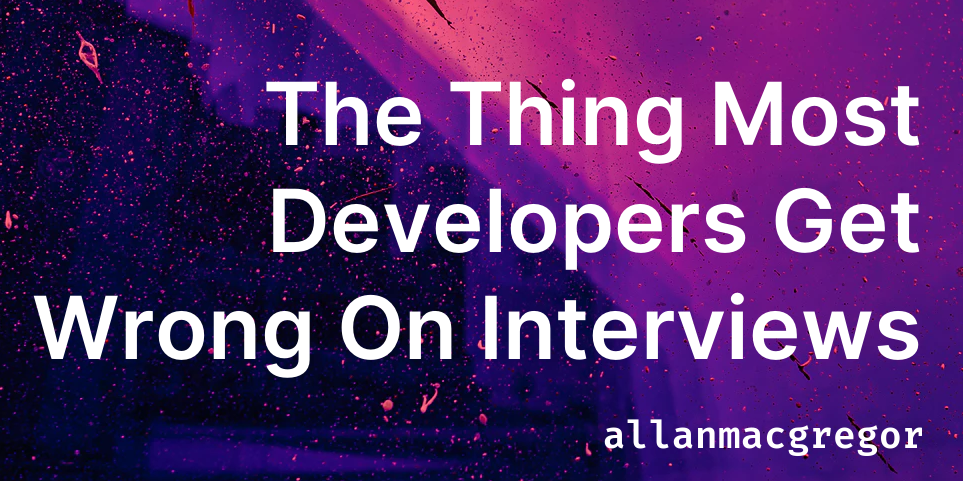 The Thing Most
Developers Get
Wrong On Interviews
allanmacgregor